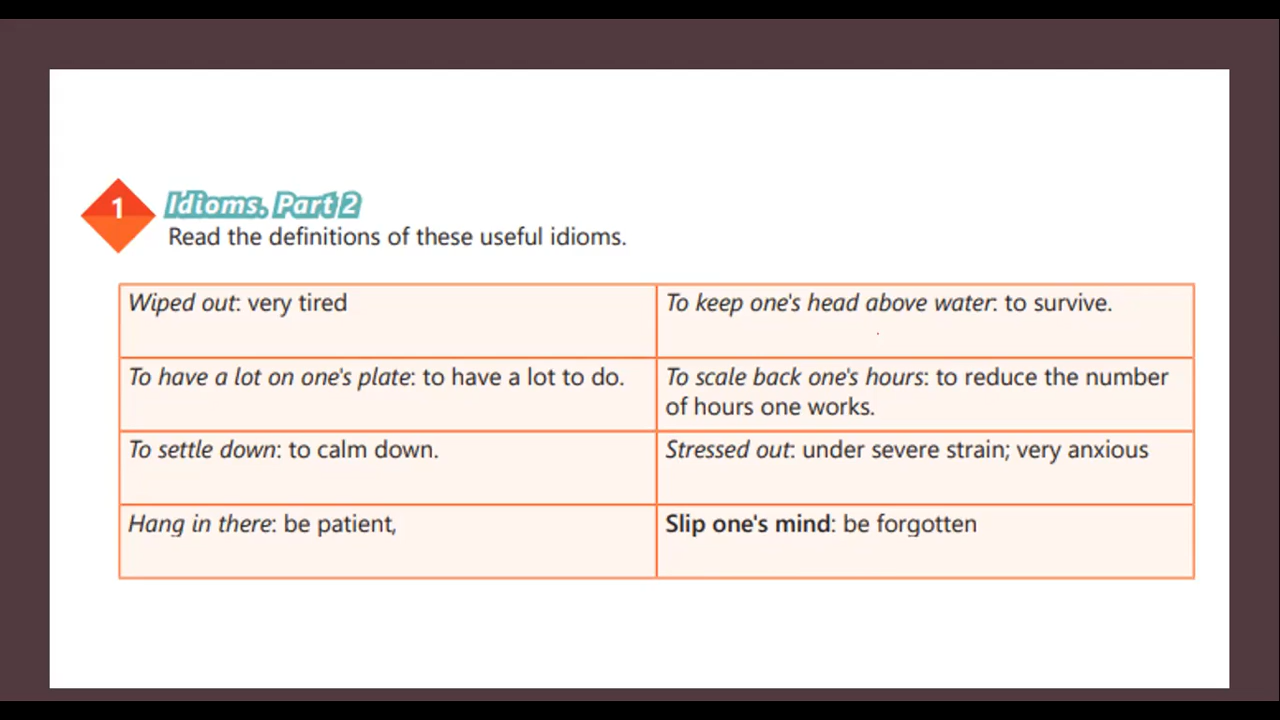 1
Idioms. Part 2
Read the definitions of these useful idioms.
Wiped out: very tired
To keep one's head above water: to survive.
To have a lot on one's plate: to have a lot to do.
To scale back one's hours: to reduce the number
of hours one works.
To settle down: to calm down.
Stressed out: under severe strain; very anxious
Hang in there: be patient,
Slip one's mind: be forgotten